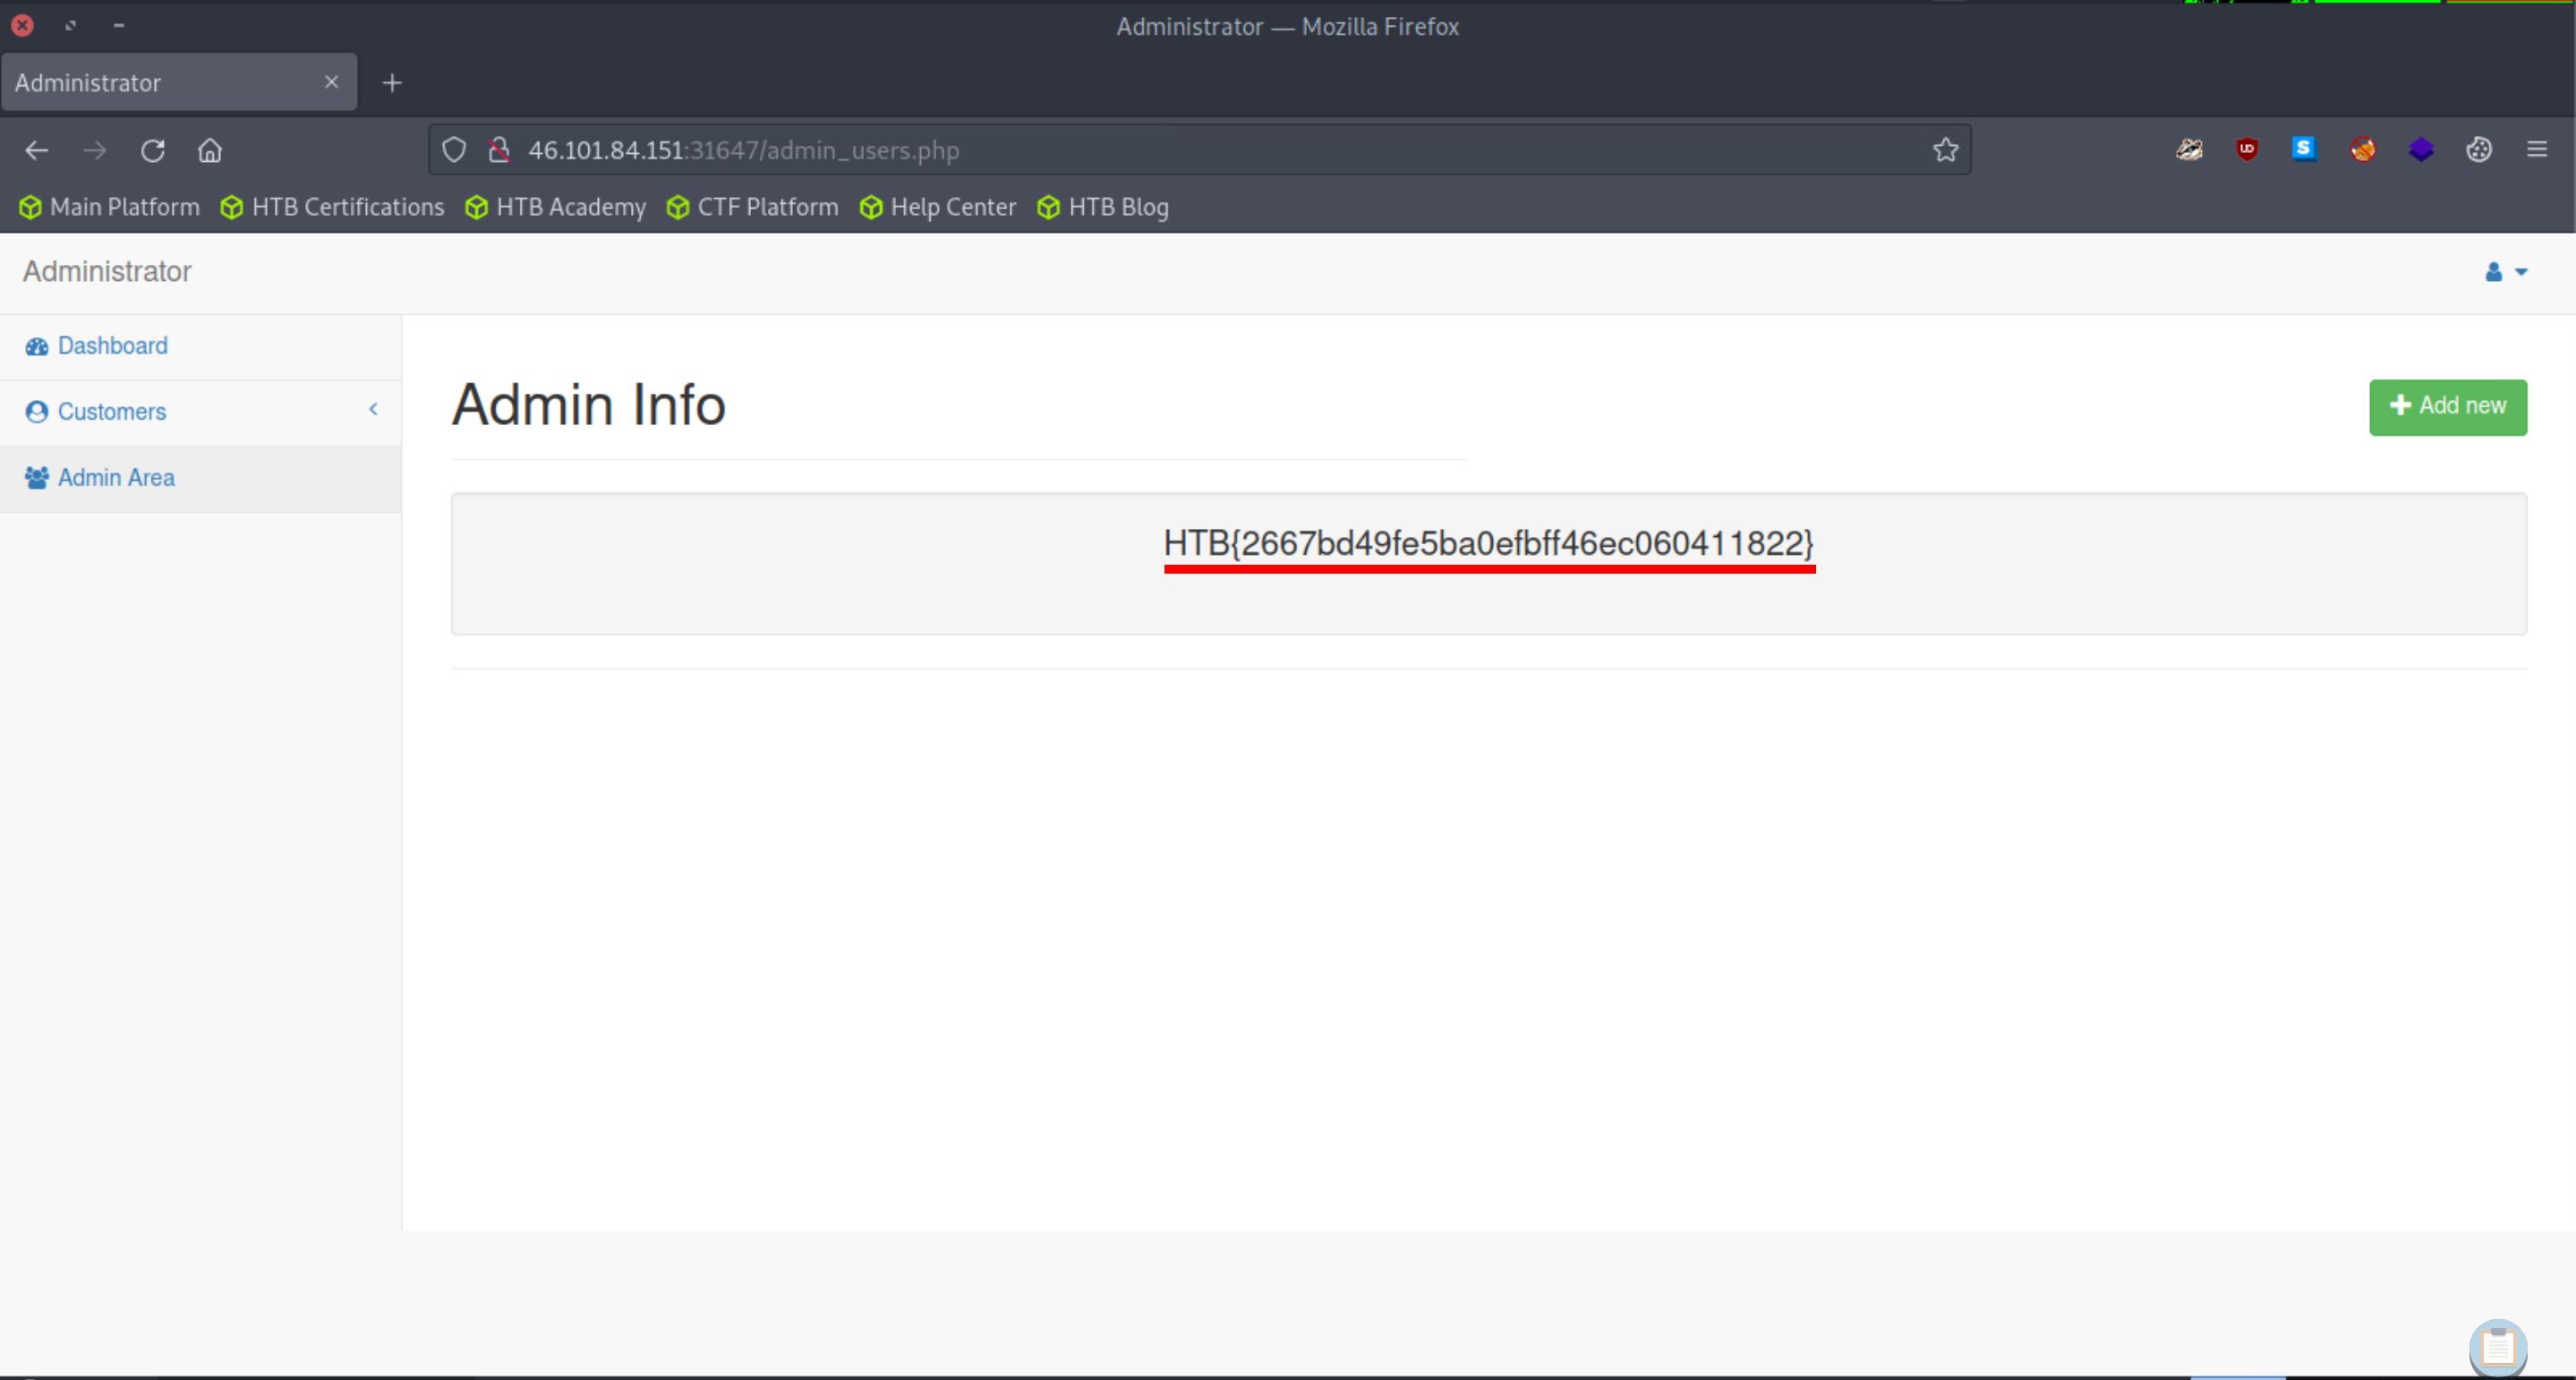 Administrator — Mozilla Firefox
Administrator
46.101.84.151:31647/admin_users.php
Main Platform HTB Certifications HTB Academy CTF Platform Help Center HTB Blog
Administrator
Dashboard
Customers
Admin Area
Admin Info
Add new
HTB{2667bd49fe5ba0efbff46ec060411822}